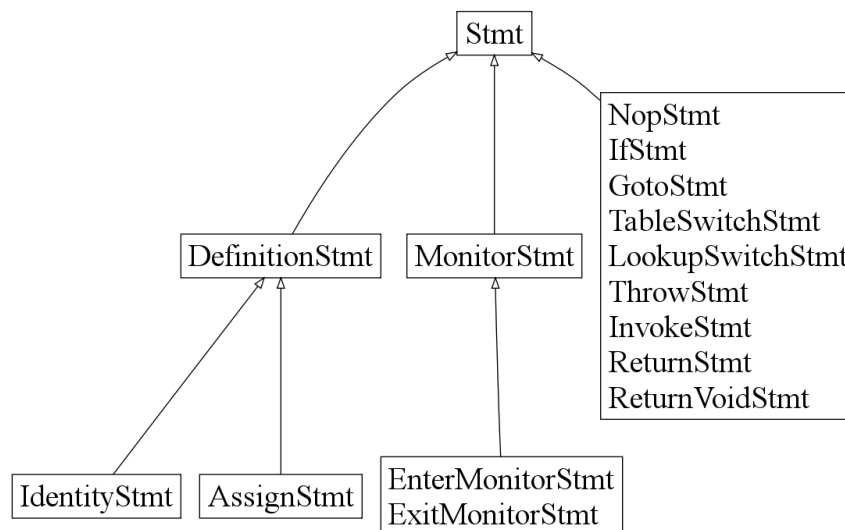 Stmt
NopStmt
IfStmt
GotoStmt
TableSwitchStmt
LookupSwitchStmt
ThrowStmt
InvokeStmt
ReturnStmt
ReturnVoidStmt
DefinitionStmt
MonitorStmt
IdentityStmt
AssignStmt
EnterMonitorStmt
ExitMonitorStmt